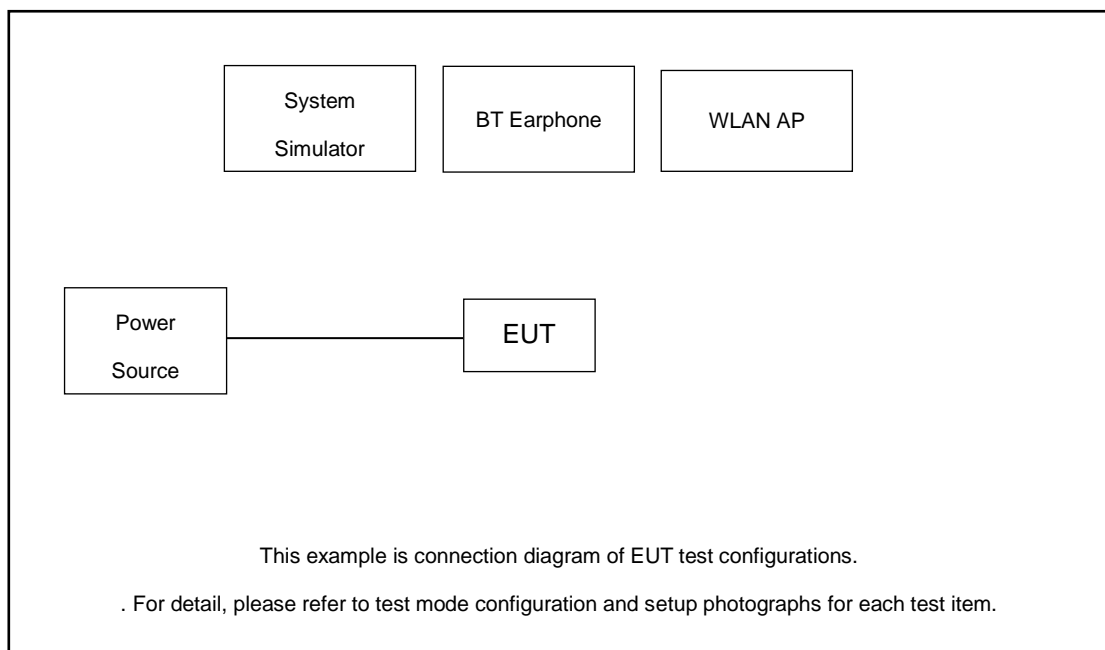 System
Simulator
BT Earphone
WLAN AP
Power
Source
EUT
This example is connection diagram of EUT test configurations.
. For detail, please refer to test mode configuration and setup photographs for each test item.